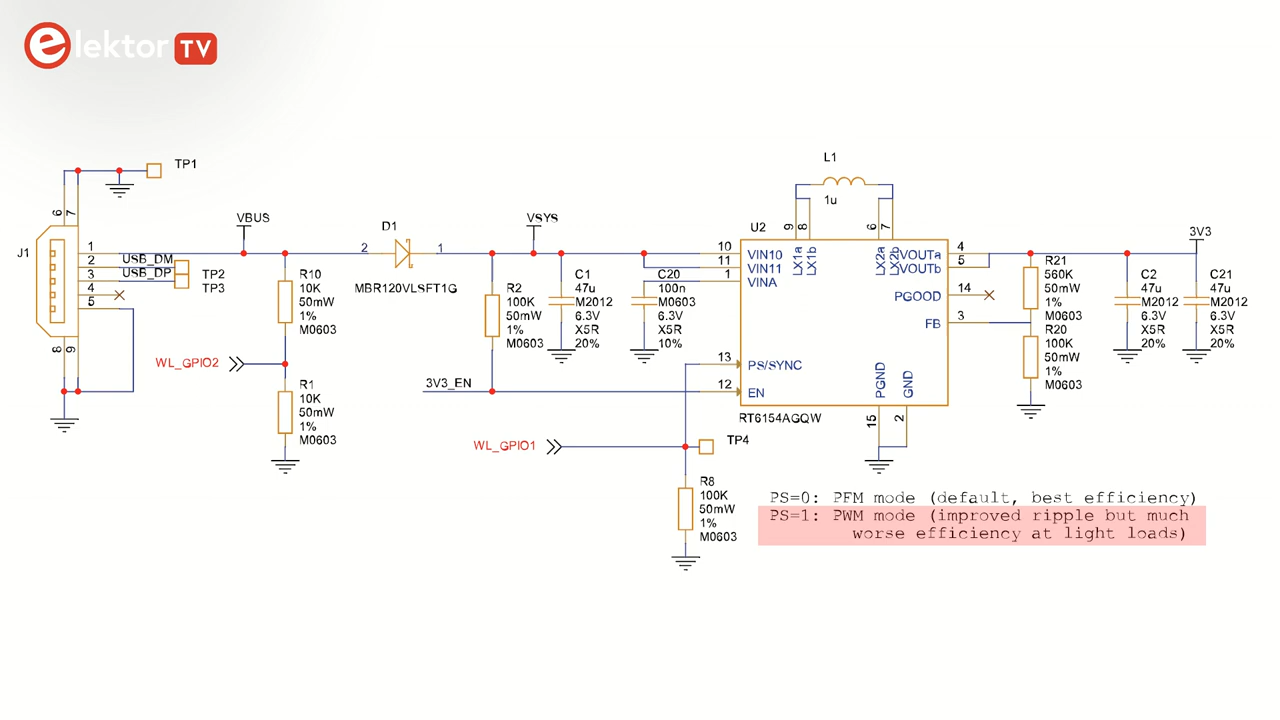 elektor TV
TP1
6 7
J1
1
2
3
4
5
8 9
USB_DM
USB_DP
TP2
TP3
VBUS
R10
10K
50mW
1%
M0603
WL_GPIO2
R1
10K
50mW
1%
M0603
D1
2
1
MBR120VLSFT1G
VSYS
R2
100K
50mW
1%
M0603
C1
47u
M2012
6.3V
X5R
20%
C20
100n
M0603
6.3V
X5R
10%
3V3_EN
WL_GPIO1
TP4
R8
100K
50mW
1%
M0603
L1
1u
U2
9 8 6 7
LX1a LX1b LX2a LX2b
10 VIN10
11 VIN11
1 VINA
13 PS/SYNC
12 EN
VOUTa 4
VOUTb 5
PGOOD 14
FB 3
PGND GND
15 2
RT6154AGQW
3V3
R21
560K
50mW
1%
M0603
R20
100K
50mW
1%
M0603
C2
47u
M2012
6.3V
X5R
20%
C21
47u
M2012
6.3V
X5R
20%
PS=0: PFM mode (default, best efficiency)
PS=1: PWM mode (improved ripple but much
worse efficiency at light loads)